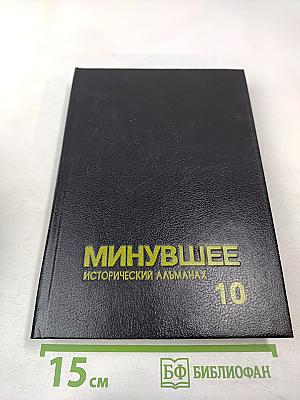 МИНУВШЕЕ
ИСТОРИЧЕСКИЙ АЛЬМАНАХ
10
15 см
БФ БИБЛИОФАН